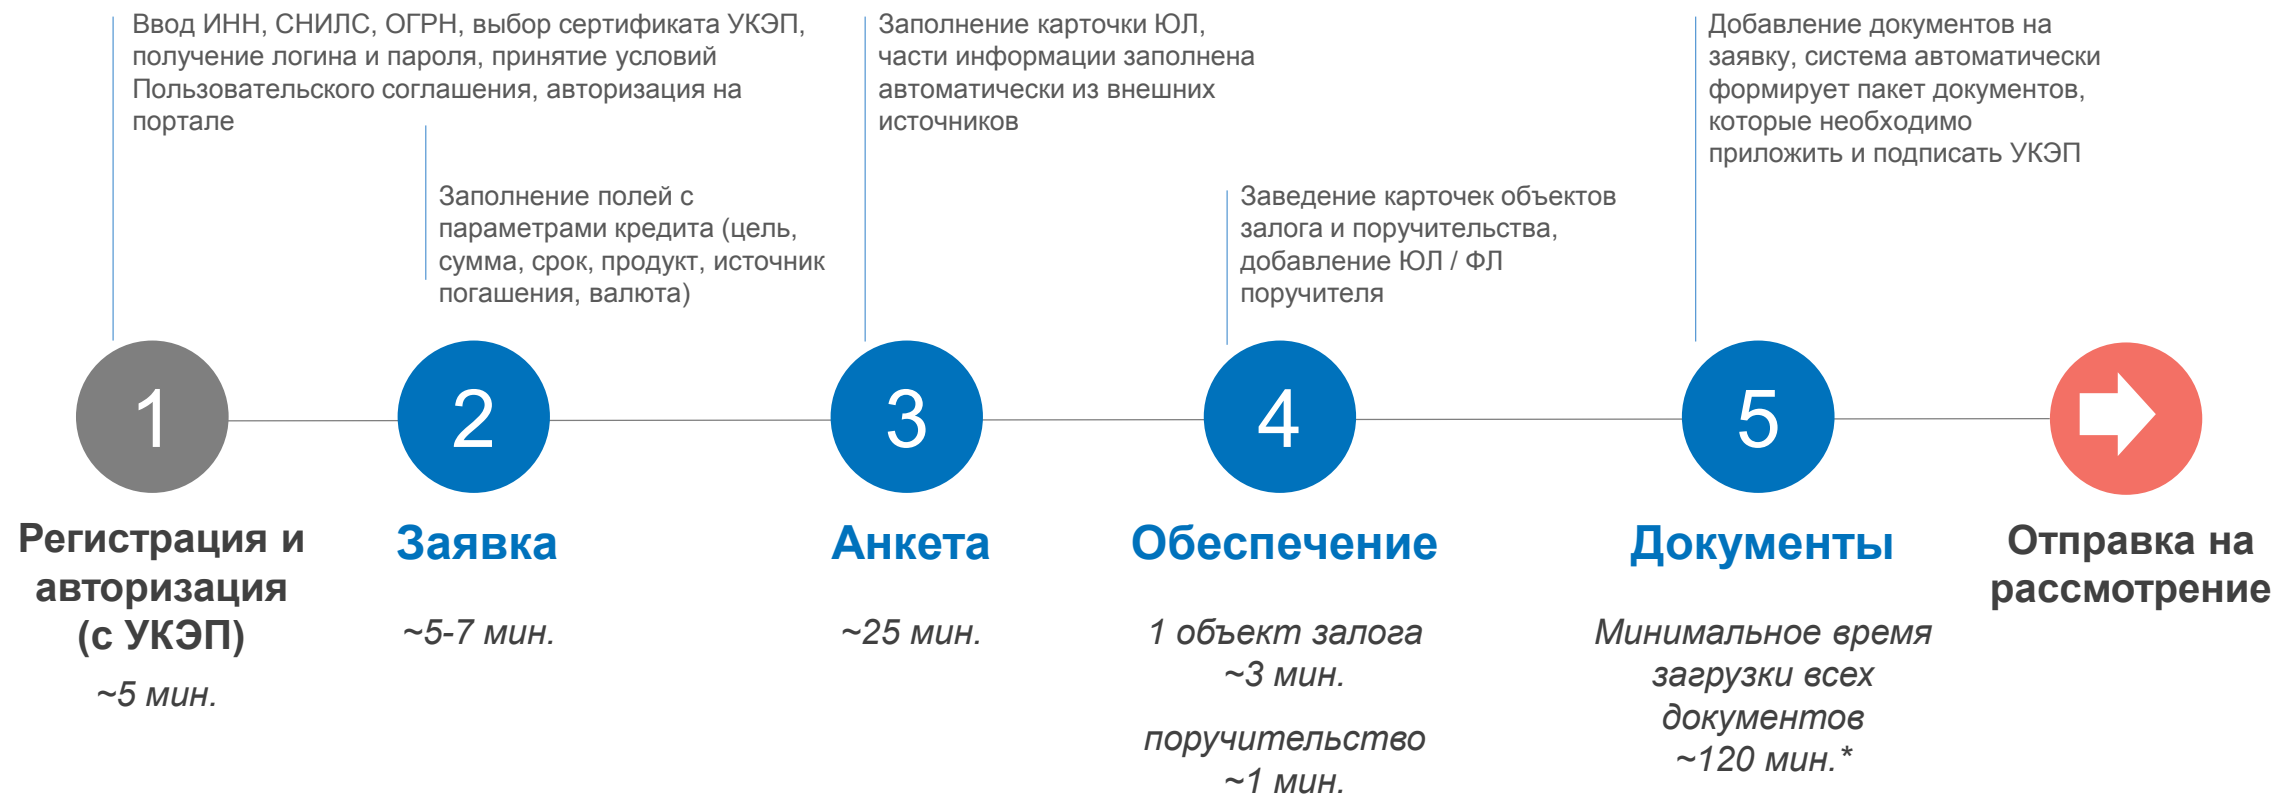 Ввод ИНН, СНИЛС, ОГРН, выбор сертификата УКЭП,
получение логина и пароля, принятие условий
Пользовательского соглашения, авторизация на
портале
Заполнение полей с
параметрами кредита (цель,
сумма, срок, продукт, источник
погашения, валюта)
Заполнение карточки ЮЛ,
части информации заполнена
автоматически из внешних
источников
Заведение карточек объектов
залога и поручительства,
добавление ЮЛ / ФЛ
поручителя
Добавление документов на
заявку, система автоматически
формирует пакет документов,
которые необходимо
приложить и подписать УКЭП
1
2
3
4
5
Регистрация и
авторизация
(с УКЭП)
~5 мин.
Заявка
~5-7 мин.
Анкета
~25 мин.
Обеспечение
1 объект залога
~3 мин.
поручительство
~1 мин.
Документы
Минимальное время
загрузки всех
документов
~120 мин.*
Отправка на
рассмотрение